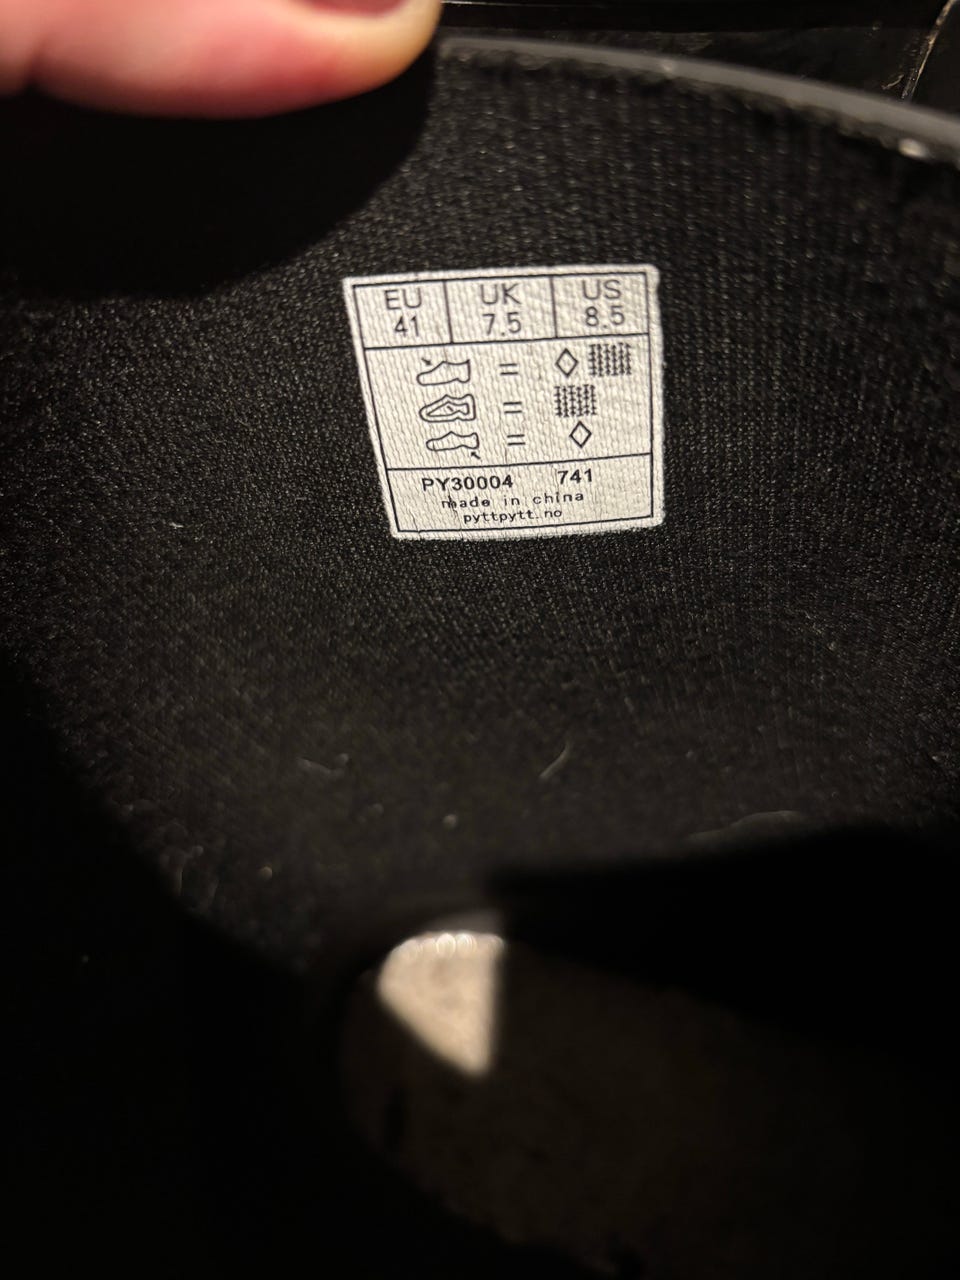 EU UK US
41 7.5 8.5
=
=
=
PY30004 741
made in china
pyttpytt.no